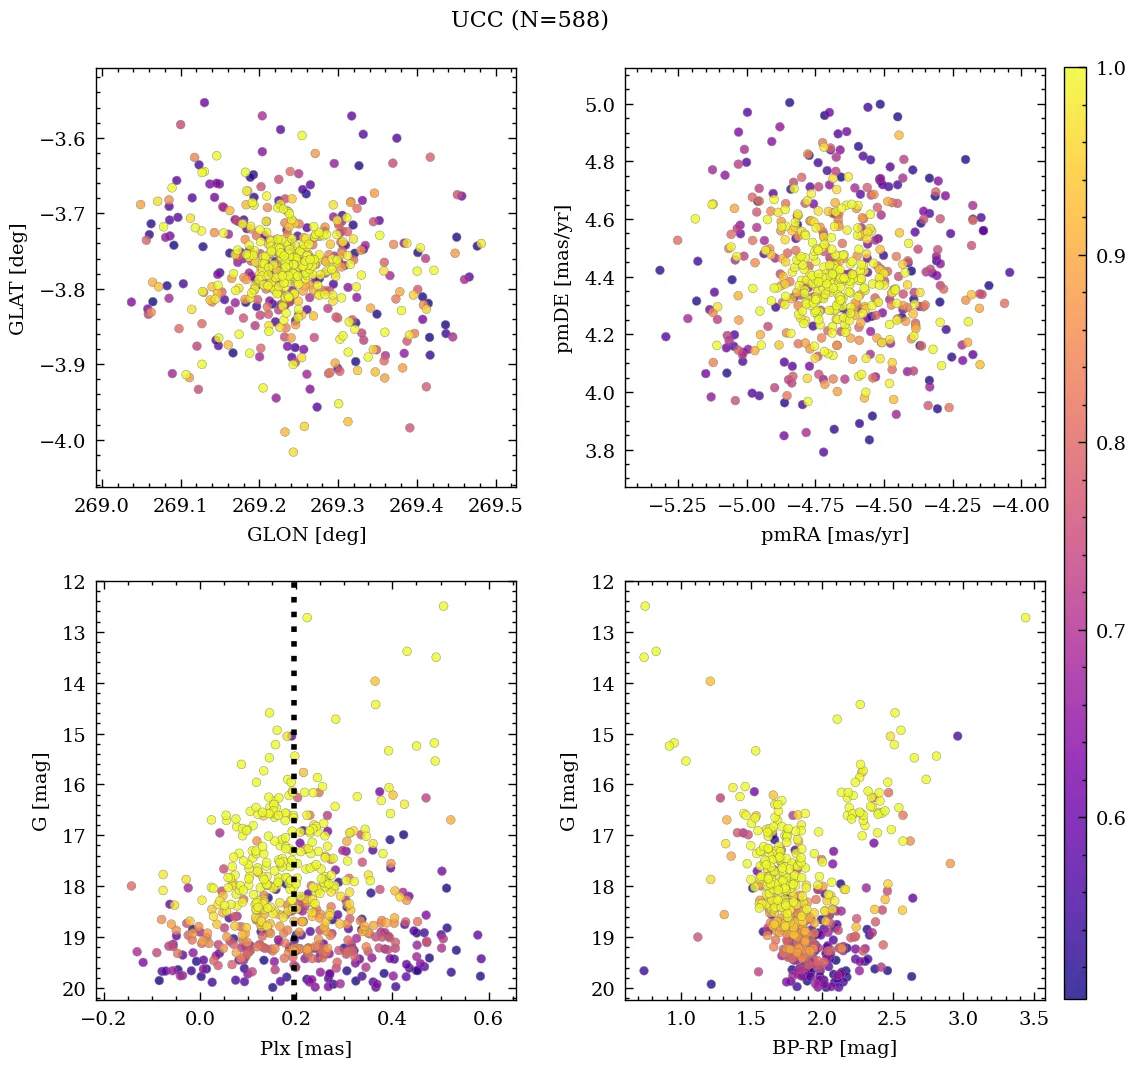 UCC (N=588)
−3.6
−3.7
−3.8
−3.9
−4.0
GLAT [deg]
269.0 269.1 269.2 269.3 269.4 269.5
GLON [deg]
5.0
4.8
4.6
4.4
4.2
4.0
3.8
pmDE [mas/yr]
−5.25 −5.00 −4.75 −4.50 −4.25 −4.00
pmRA [mas/yr]
12
13
14
15
16
17
18
19
20
G [mag]
−0.2 0.0 0.2 0.4 0.6
Plx [mas]
12
13
14
15
16
17
18
19
20
G [mag]
1.0 1.5 2.0 2.5 3.0 3.5
BP-RP [mag]
1.0
0.9
0.8
0.7
0.6